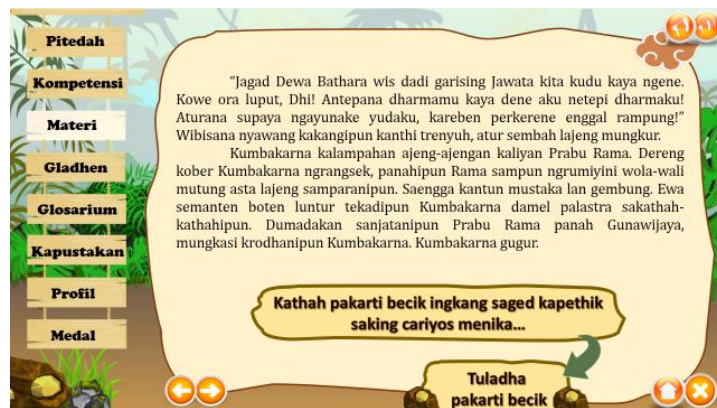 Pitedah
Kompetensi
Materi
Gladhen
Glosarium
Kapustakan
Profil
Medal
“Jagad Dewa Bathara wis dadi garising Jawata kita kudu kaya ngene.
Kowe ora luput, Dhi! Antepana dharmamu kaya dene aku netepi dharmaku!
Aturana supaya ngayunake yudaku, kareben perkerene enggal rampung!”
Wibisana nyawang kakangipun kanthi trenyuh, atur sembah lajeng mungkur.
Kumbakarna kalampahan ajeng-ajengan kaliyan Prabu Rama. Dereng
kober Kumbakarna ngrangsek, panahipun Rama sampun ngrumiyini wola-wali
mutung asta lajeng samparanipun. Saengga kantun mustaka lan gembung. Ewa
semanten boten luntur tekadipun Kumbakarna damel palastra sakathah-
kathahipun. Dumadakan sanjatanipun Prabu Rama panah Gunawijaya,
mungkasi krodhanipun Kumbakarna. Kumbakarna gugur.
Kathah pakarti becik ingkang saged kapethik
saking cariyos menika...
Tuladha
pakarti becik